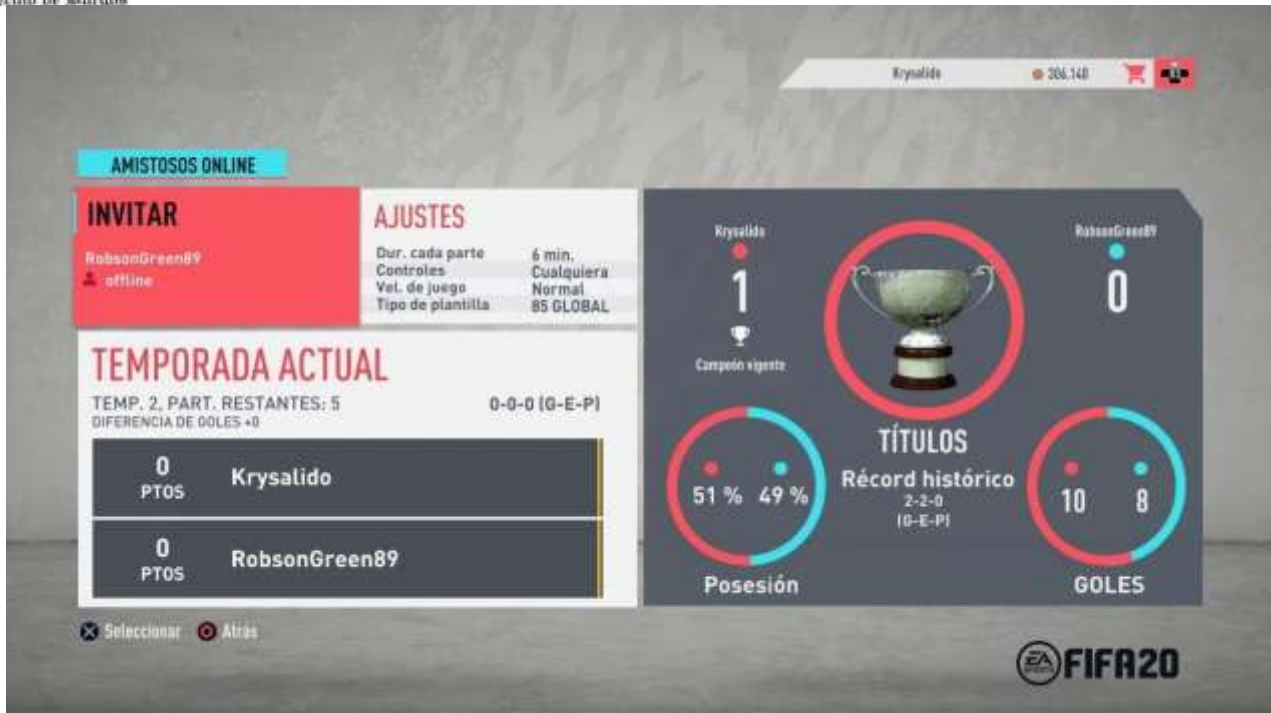 Krysalido 306.140
AMISTOSOS ONLINE
INVITAR
RobsonGreen89
offline
AJUSTES
Dur. cada parte 6 min.
Controles Cualquiera
Vel. de juego Normal
Tipo de plantilla 85 GLOBAL
TEMPORADA ACTUAL
TEMP. 2, PART. RESTANTES: 5 0-0-0 (G-E-P)
DIFERENCIA DE GOLES +0
0 PTOS Krysalido
0 PTOS RobsonGreen89
Krysalido
1
Campeón vigente
RobsonGreen89
0
TÍTULOS
Récord histórico
2-2-0
(G-E-P)
51 % 49 %
Posesión
10 8
GOLES
Seleccionar Atrás
EA SPORTS FIFA20